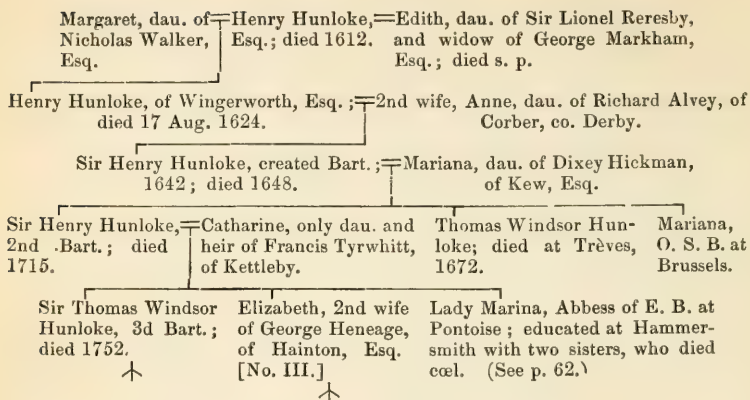 Margaret, dau. of Henry Hunloke, Edith, dau. of Sir Lionel Reresby,
Nicholas Walker, Esq.; died 1612. and widow of George Markham,
Esq. Esq.; died s. p.
Henry Hunloke, of Wingerworth, Esq.; 2nd wife, Anne, dau. of Richard Alvey, of
died 17 Aug. 1624. Corber, co. Derby.
Sir Henry Hunloke, created Bart.; Mariana, dau. of Dixey Hickman,
1642; died 1648. of Kew, Esq.
Sir Henry Hunloke,
2nd .Bart.; died
1715.
Catharine, only dau. and
heir of Francis Tyrwhitt,
of Kettleby.
Thomas Windsor Hun-
loke; died at Trèves,
1672.
Mariana,
O. S. B. at
Brussels.
Sir Thomas Windsor
Hunloke, 3d Bart.;
died 1752.
Elizabeth, 2nd wife
of George Heneage,
of Hainton, Esq.
[No. III.]
Lady Marina, Abbess of E. B. at
Pontoise; educated at Hammer-
smith with two sisters, who died
cœl. (See p. 62.)